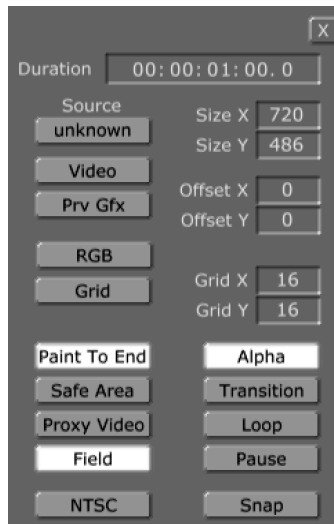 X
Duration 00:00:01:00.0
Source
unknown
Size X 720
Size Y 486
Video
Prv Gfx
Offset X 0
Offset Y 0
RGB
Grid
Grid X 16
Grid Y 16
Paint To End Alpha
Safe Area Transition
Proxy Video Loop
Field Pause
NTSC Snap